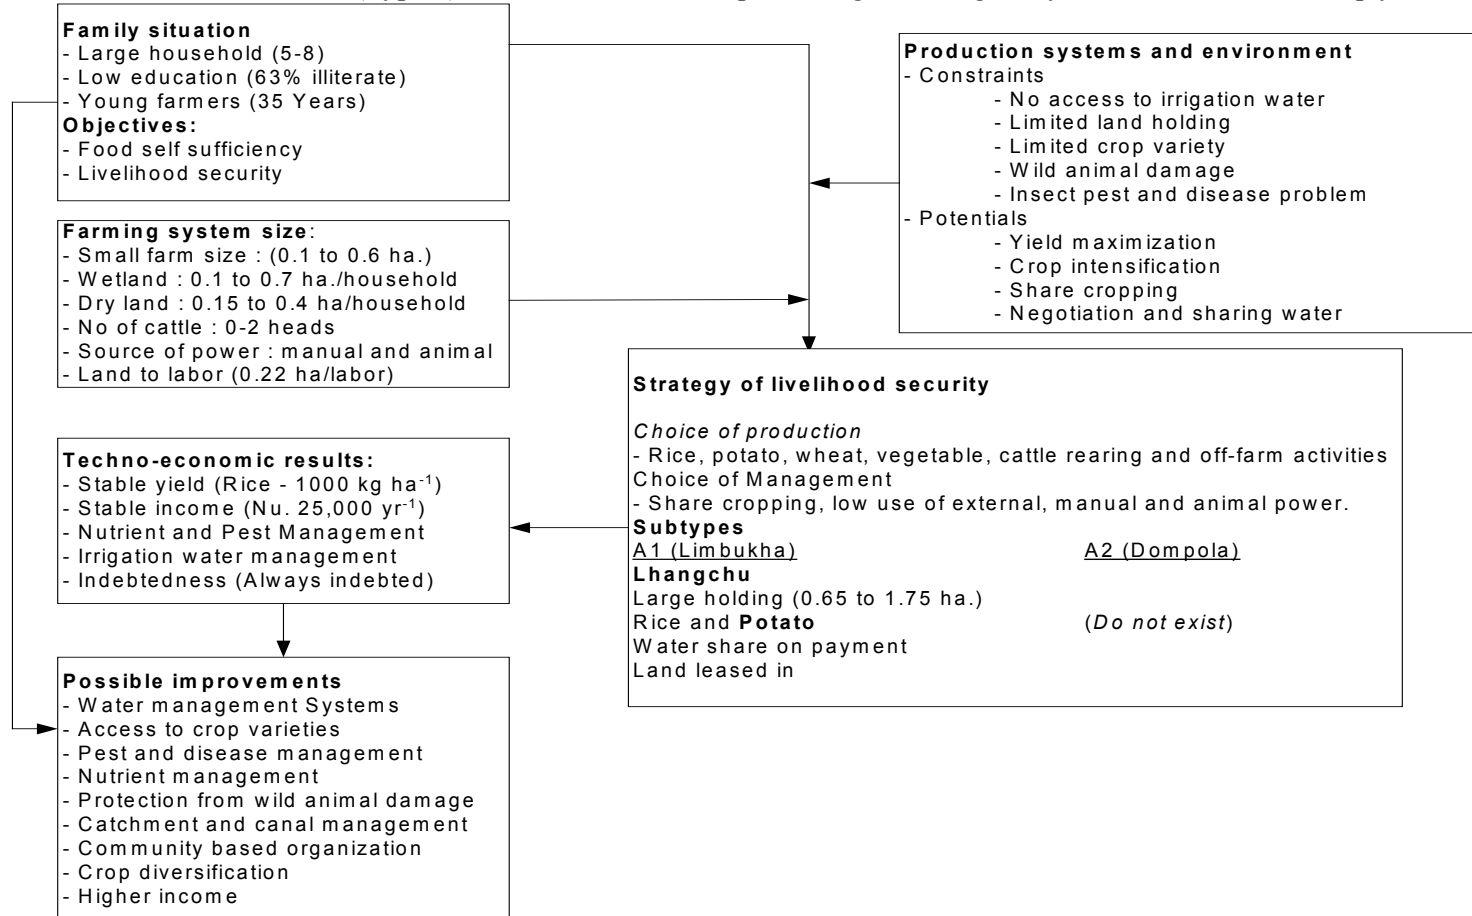 Family situation
- Large household (5-8)
- Low education (63% illiterate)
- Young farmers (35 Years)
Objectives:
- Food self sufficiency
- Livelihood security
Farming system size:
- Small farm size : (0.1 to 0.6 ha.)
- Wetland : 0.1 to 0.7 ha./household
- Dry land : 0.15 to 0.4 ha/household
- No of cattle : 0-2 heads
- Source of power : manual and animal
- Land to labor (0.22 ha/labor)
Production systems and environment
- Constraints
- No access to irrigation water
- Limited land holding
- Limited crop variety
- Wild animal damage
- Insect pest and disease problem
- Potentials
- Yield maximization
- Crop intensification
- Share cropping
- Negotiation and sharing water
Strategy of livelihood security
Choice of production
- Rice, potato, wheat, vegetable, cattle rearing and off-farm activities
Choice of Management
- Share cropping, low use of external, manual and animal power.
Subtypes
A1 (Limbukha) A2 (Dompola)
Lhangchu
Large holding (0.65 to 1.75 ha.)
Rice and Potato (Do not exist)
Water share on payment
Land leased in
Techno-economic results:
- Stable yield (Rice - 1000 kg ha⁻¹)
- Stable income (Nu. 25,000 yr⁻¹)
- Nutrient and Pest Management
- Irrigation water management
- Indebtedness (Always indebted)
Possible improvements
- Water management Systems
- Access to crop varieties
- Pest and disease management
- Nutrient management
- Protection from wild animal damage
- Catchment and canal management
- Community based organization
- Crop diversification
- Higher income